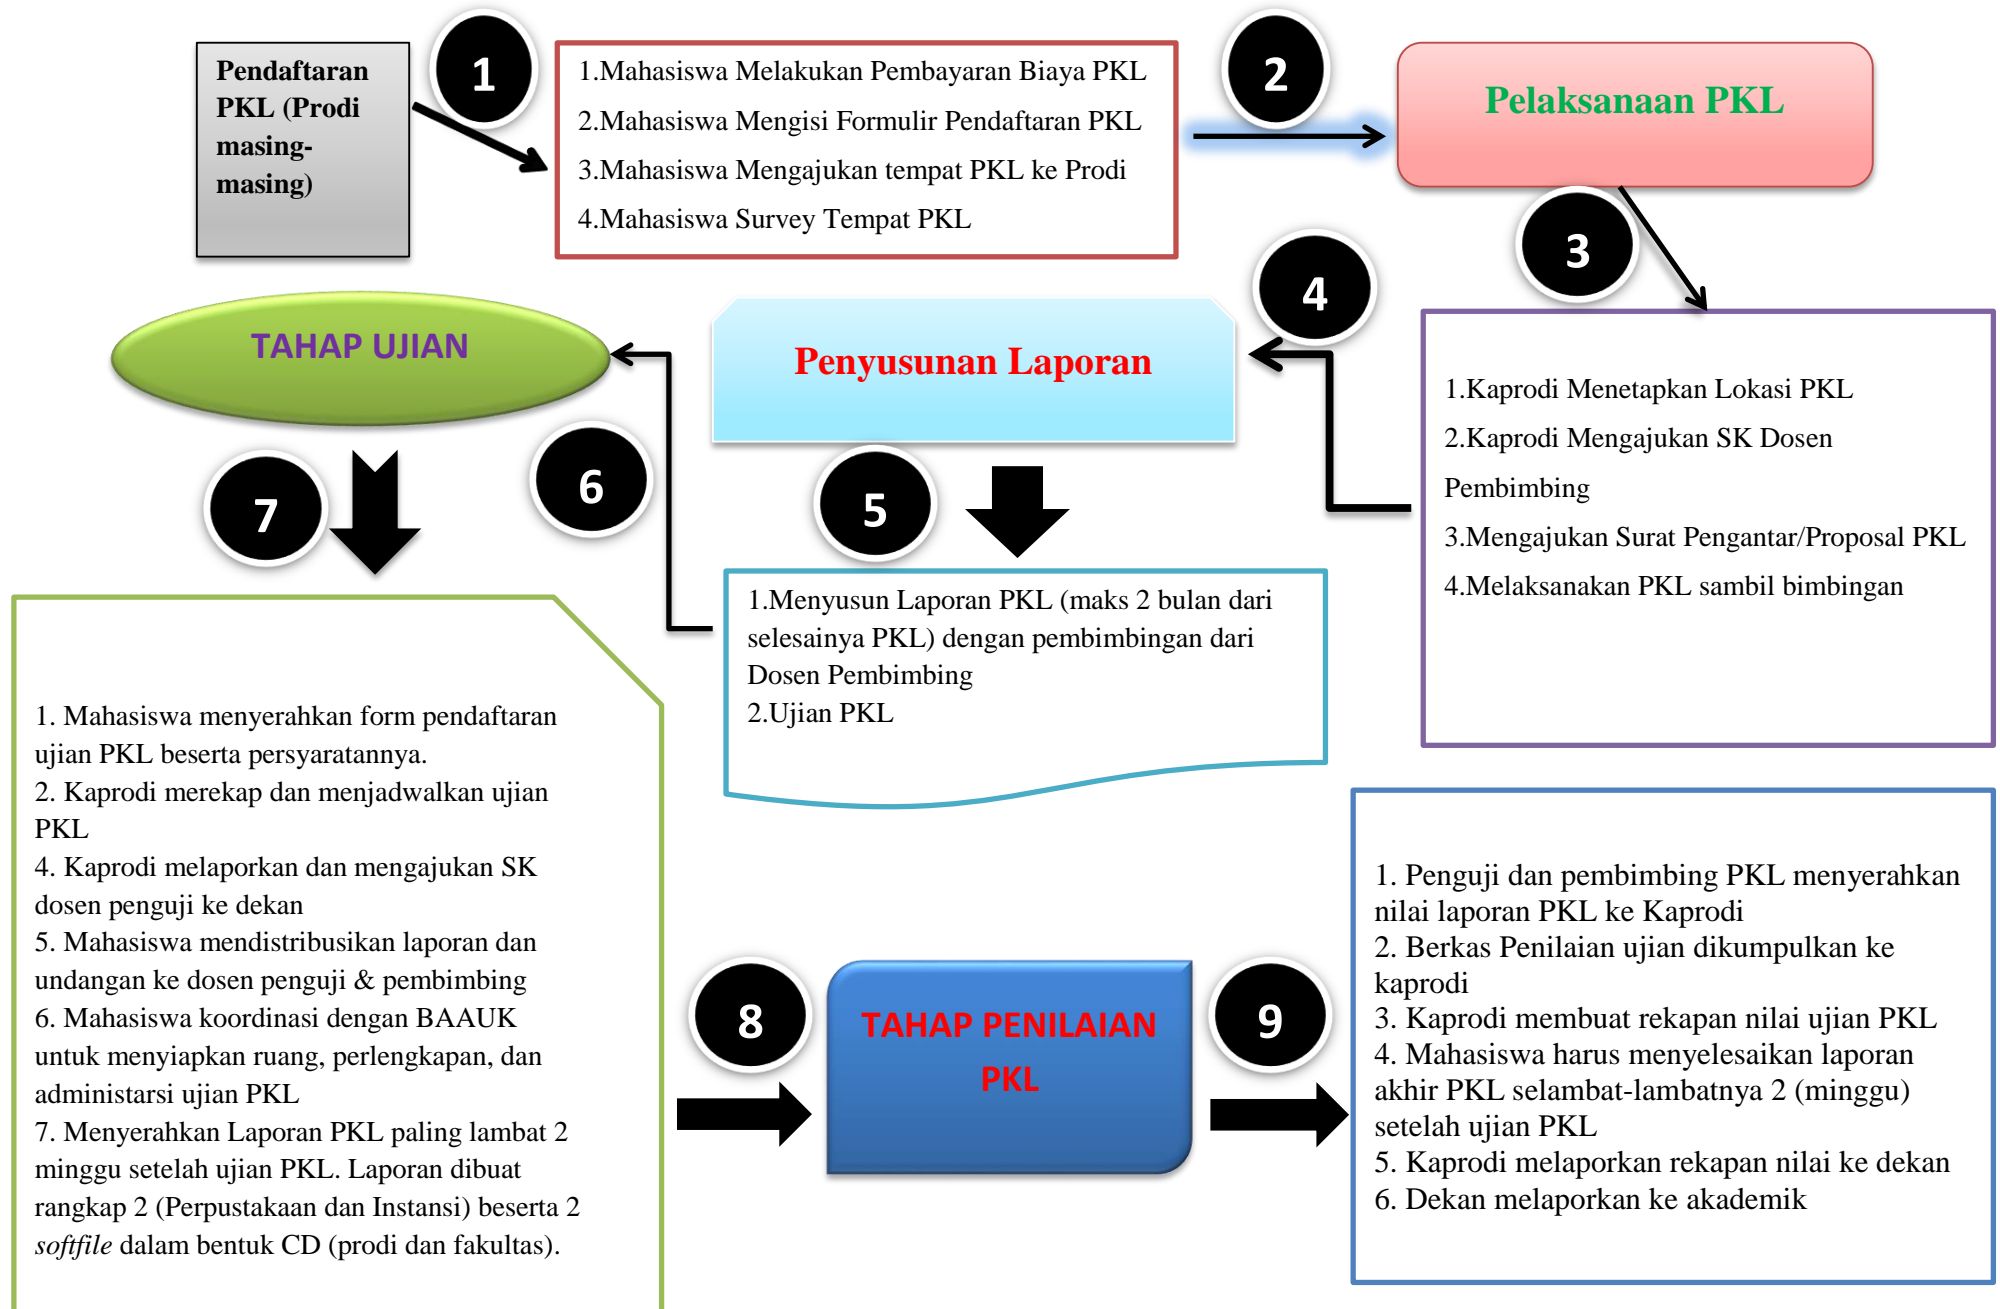 Pendaftaran
PKL (Prodi
masing-
masing)
1
1.Mahasiswa Melakukan Pembayaran Biaya PKL
2.Mahasiswa Mengisi Formulir Pendaftaran PKL
3.Mahasiswa Mengajukan tempat PKL ke Prodi
4.Mahasiswa Survey Tempat PKL
2
Pelaksanaan PKL
3
1.Kaprodi Menetapkan Lokasi PKL
2.Kaprodi Mengajukan SK Dosen
Pembimbing
3.Mengajukan Surat Pengantar/Proposal PKL
4.Melaksanakan PKL sambil bimbingan
4
Penyusunan Laporan
5
1.Menyusun Laporan PKL (maks 2 bulan dari
selesainya PKL) dengan pembimbingan dari
Dosen Pembimbing
2.Ujian PKL
6
TAHAP UJIAN
7
1. Mahasiswa menyerahkan form pendaftaran
ujian PKL beserta persyaratannya.
2. Kaprodi merekap dan menjadwalkan ujian
PKL
4. Kaprodi melaporkan dan mengajukan SK
dosen penguji ke dekan
5. Mahasiswa mendistribusikan laporan dan
undangan ke dosen penguji & pembimbing
6. Mahasiswa koordinasi dengan BAAUK
untuk menyiapkan ruang, perlengkapan, dan
administarsi ujian PKL
7. Menyerahkan Laporan PKL paling lambat 2
minggu setelah ujian PKL. Laporan dibuat
rangkap 2 (Perpustakaan dan Instansi) beserta 2
softfile dalam bentuk CD (prodi dan fakultas).
8
TAHAP PENILAIAN
PKL
9
1. Penguji dan pembimbing PKL menyerahkan
nilai laporan PKL ke Kaprodi
2. Berkas Penilaian ujian dikumpulkan ke
kaprodi
3. Kaprodi membuat rekapan nilai ujian PKL
4. Mahasiswa harus menyelesaikan laporan
akhir PKL selambat-lambatnya 2 (minggu)
setelah ujian PKL
5. Kaprodi melaporkan rekapan nilai ke dekan
6. Dekan melaporkan ke akademik